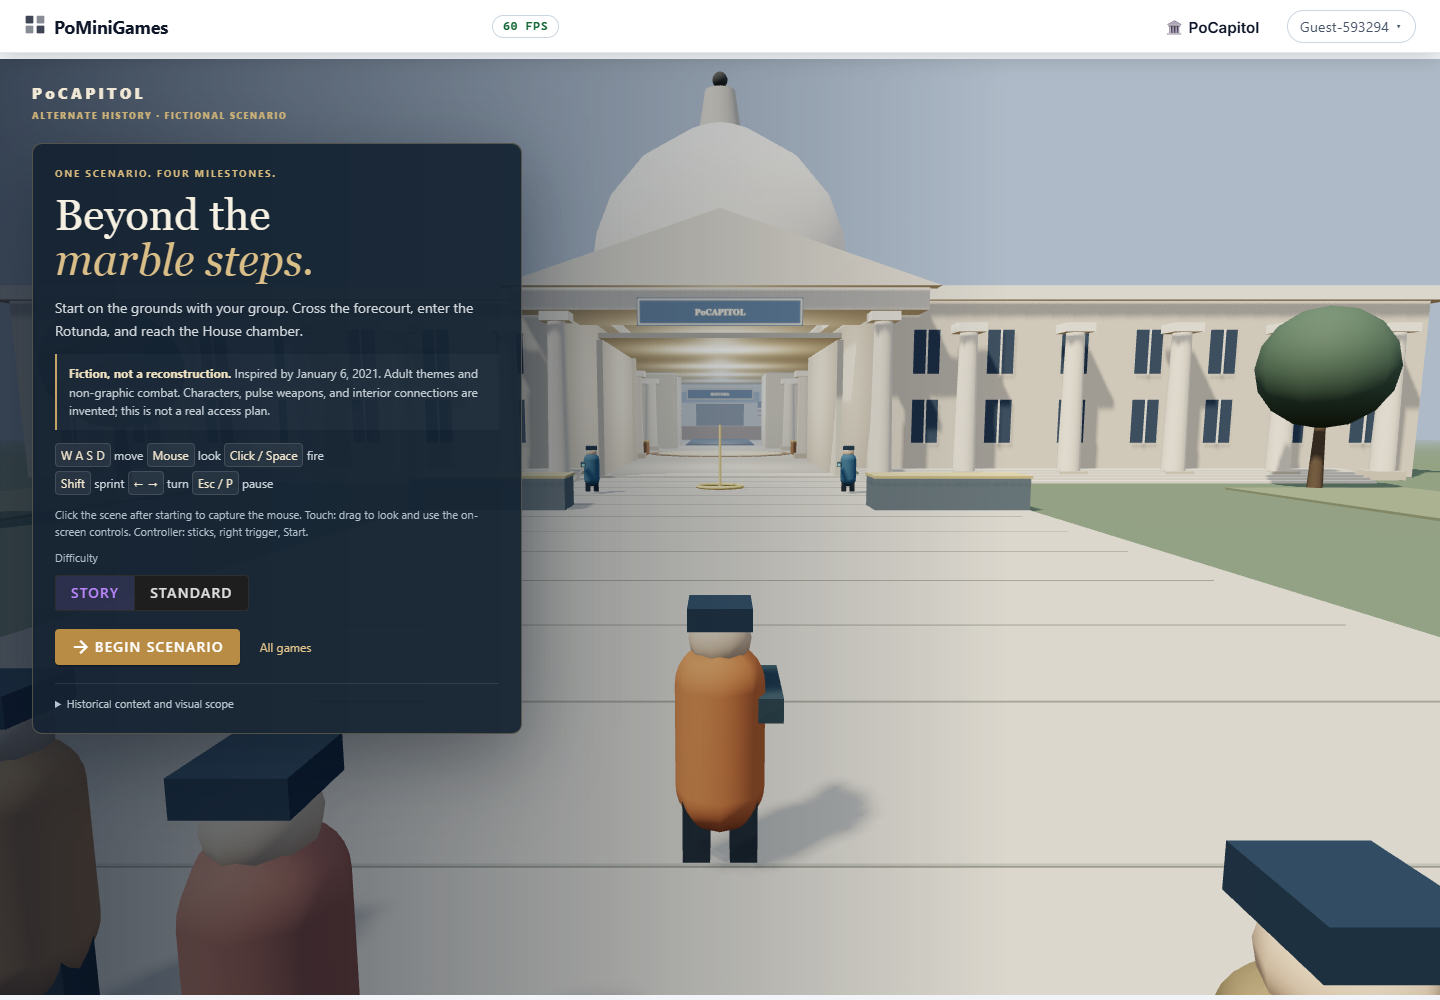 PoMiniGames
60 FPS
PoCapitol
Guest-593294
PoCAPITOL
ALTERNATE HISTORY · FICTIONAL SCENARIO
ONE SCENARIO. FOUR MILESTONES.
Beyond the
marble steps.
Start on the grounds with your group. Cross the forecourt, enter the
Rotunda, and reach the House chamber.
Fiction, not a reconstruction. Inspired by January 6, 2021. Adult themes and
non-graphic combat. Characters, pulse weapons, and interior connections are
invented; this is not a real access plan.
W A S D move Mouse look Click / Space fire
Shift sprint ← → turn Esc / P pause
Click the scene after starting to capture the mouse. Touch: drag to look and use the on-
screen controls. Controller: sticks, right trigger, Start.
Difficulty
STORY STANDARD
→ BEGIN SCENARIO All games
▶ Historical context and visual scope
PoCAPITOL